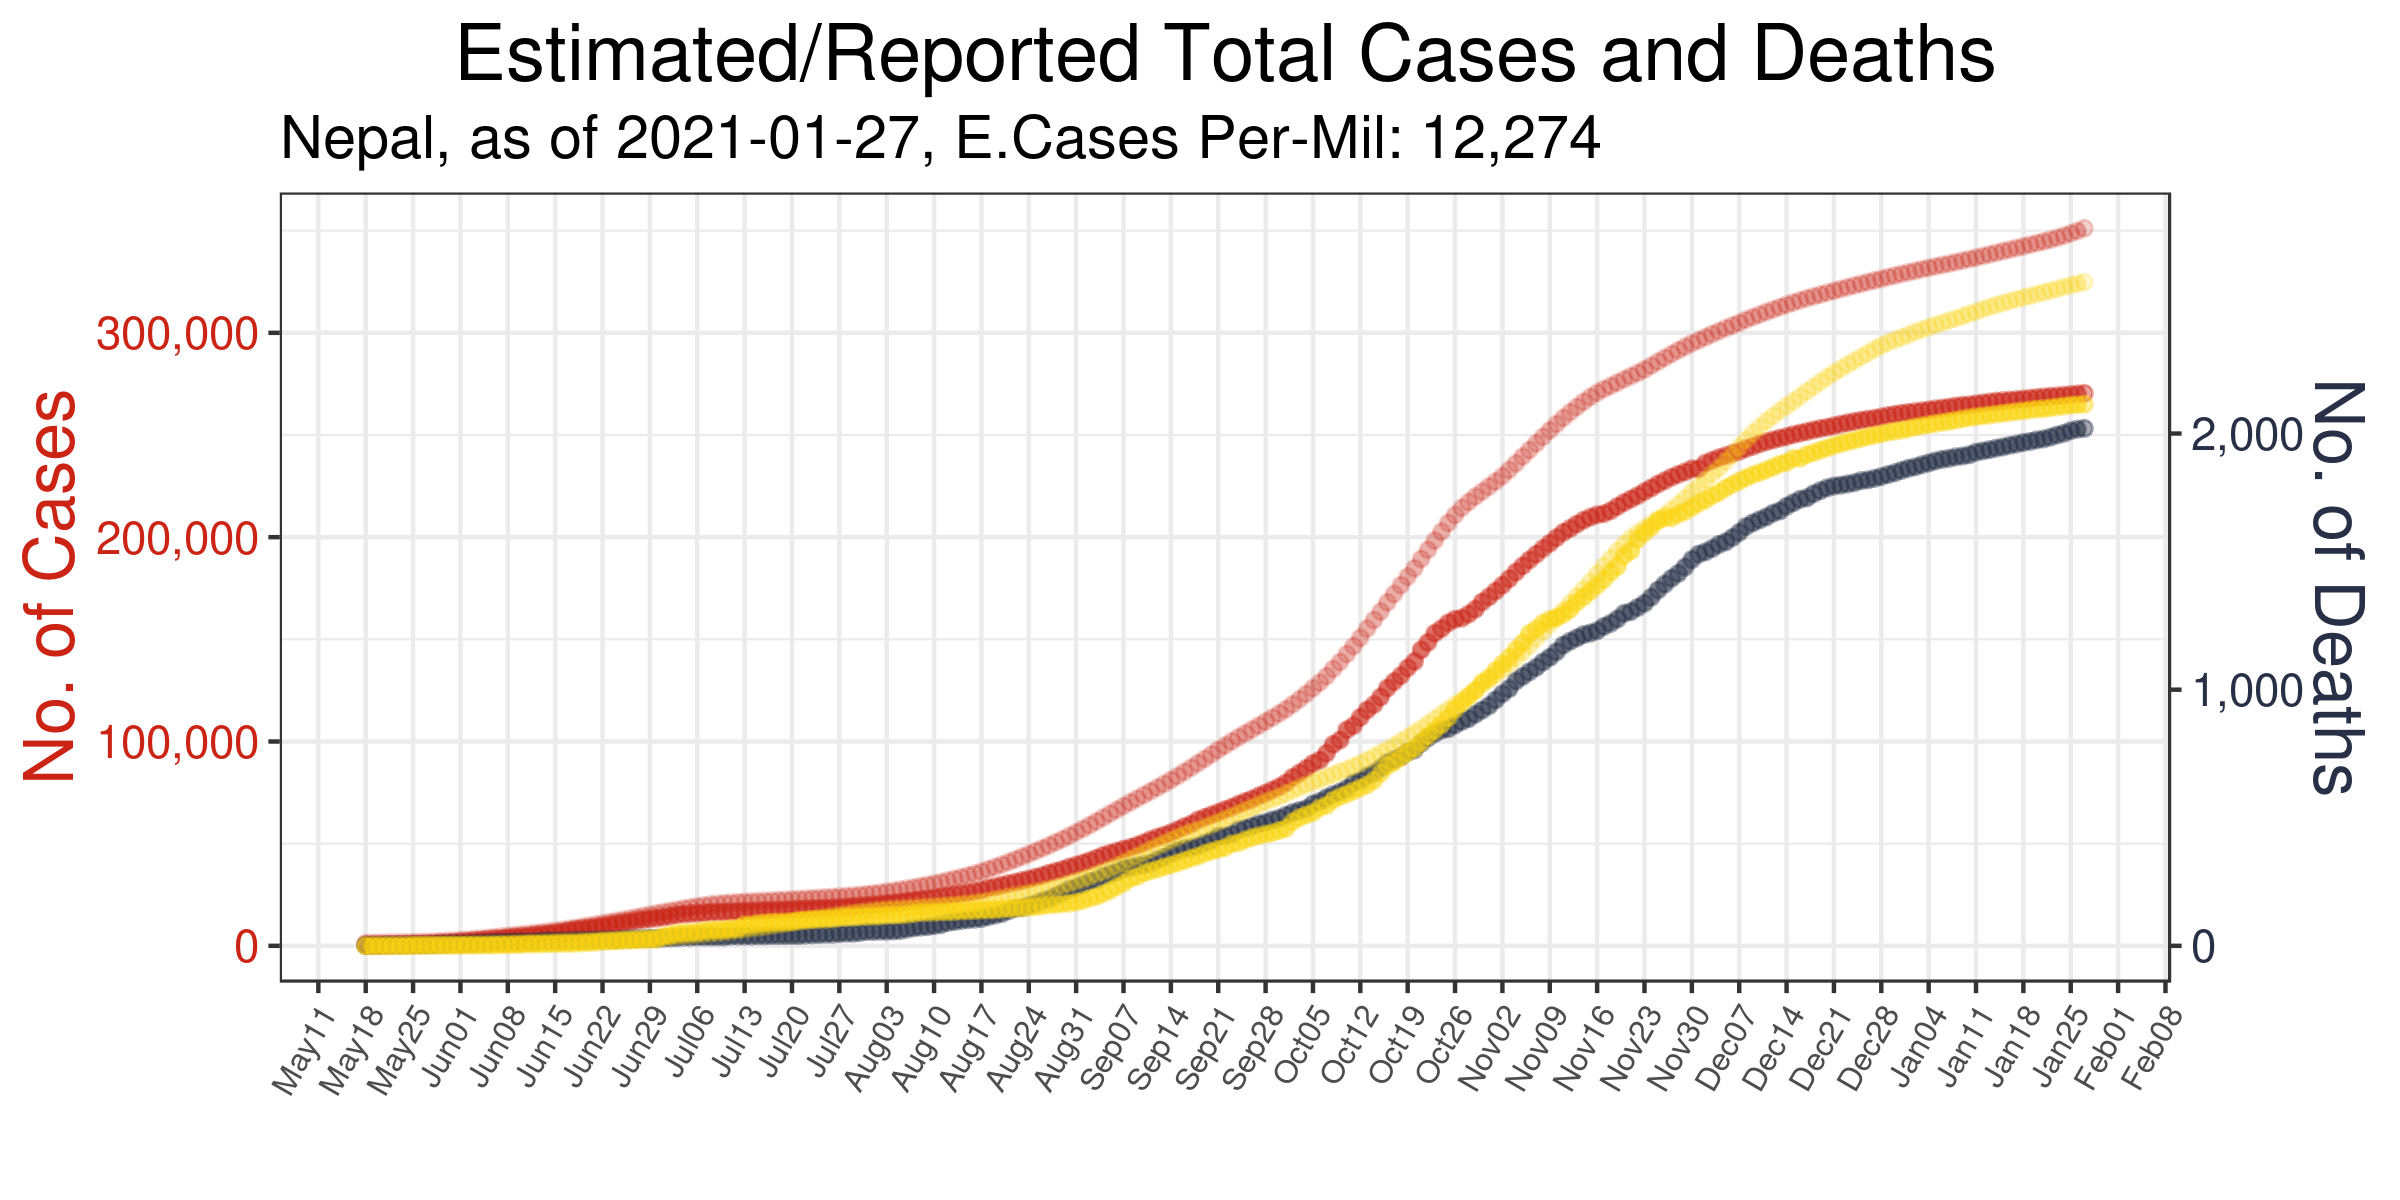 Estimated/Reported Total Cases and Deaths
Nepal, as of 2021-01-27, E.Cases Per-Mil: 12,274
No. of Cases
300,000
200,000
100,000
0
2,000
1,000
0
No. of Deaths
May11
May18
May25
Jun01
Jun08
Jun15
Jun22
Jun29
Jul06
Jul13
Jul20
Jul27
Aug03
Aug10
Aug17
Aug24
Aug31
Sep07
Sep14
Sep21
Sep28
Oct05
Oct12
Oct19
Oct26
Nov02
Nov09
Nov16
Nov23
Nov30
Dec07
Dec14
Dec21
Dec28
Jan04
Jan11
Jan18
Jan25
Feb01
Feb08